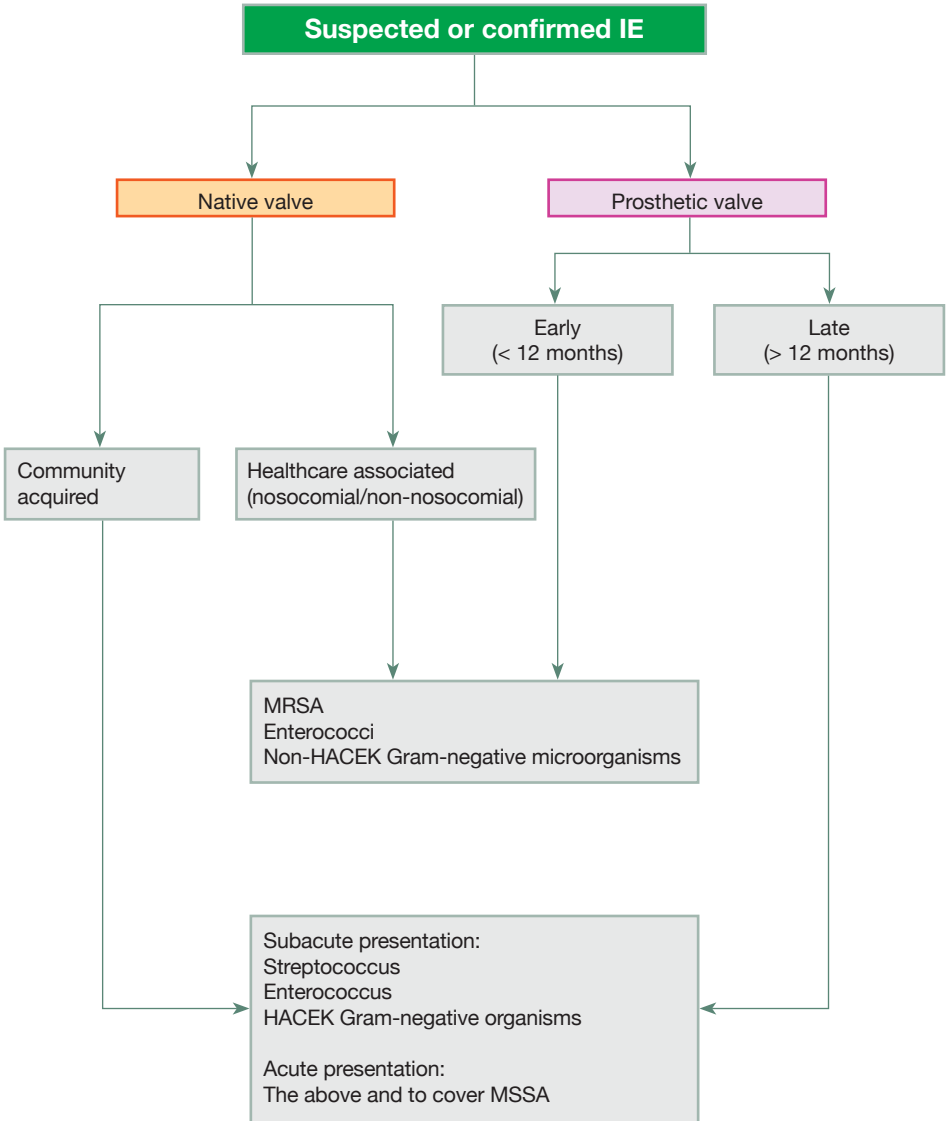 Suspected or confirmed IE
Native valve
Prosthetic valve
Early
(< 12 months)
Late
(> 12 months)
Community
acquired
Healthcare associated
(nosocomial/non-nosocomial)
MRSA
Enterococci
Non-HACEK Gram-negative microorganisms
Subacute presentation:
Streptococcus
Enterococcus
HACEK Gram-negative organisms
Acute presentation:
The above and to cover MSSA